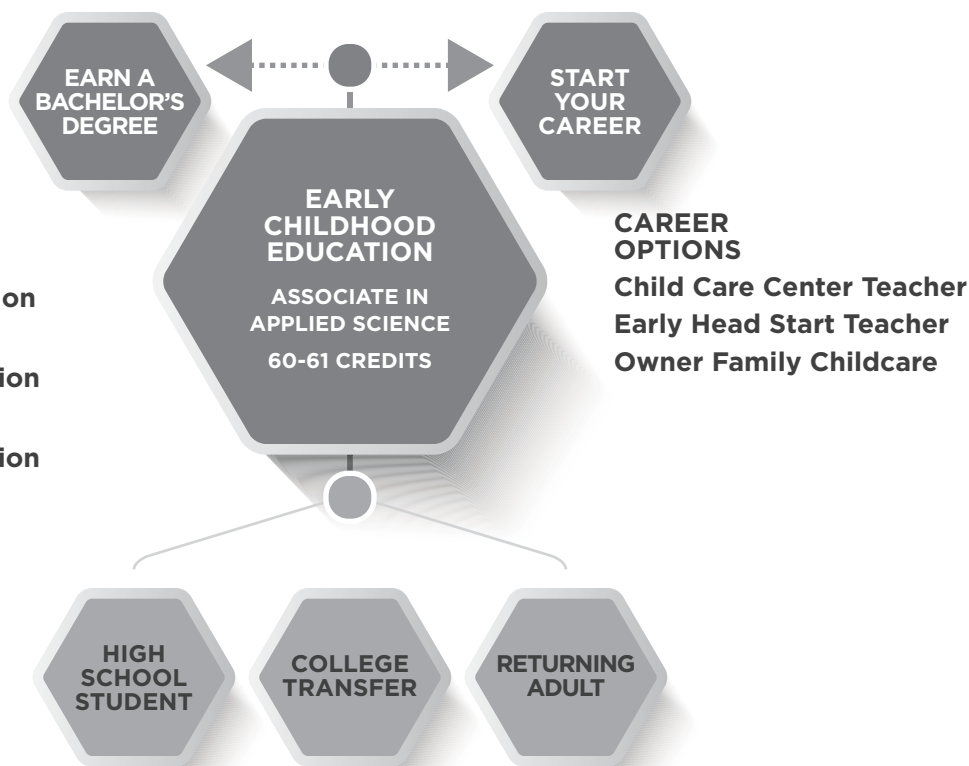 EARN A
BACHELOR'S
DEGREE
START
YOUR
CAREER
EARLY
CHILDHOOD
EDUCATION
ASSOCIATE IN
APPLIED SCIENCE
60-61 CREDITS
CAREER
OPTIONS
Child Care Center Teacher
Early Head Start Teacher
Owner Family Childcare
HIGH
SCHOOL
STUDENT
COLLEGE
TRANSFER
RETURNING
ADULT